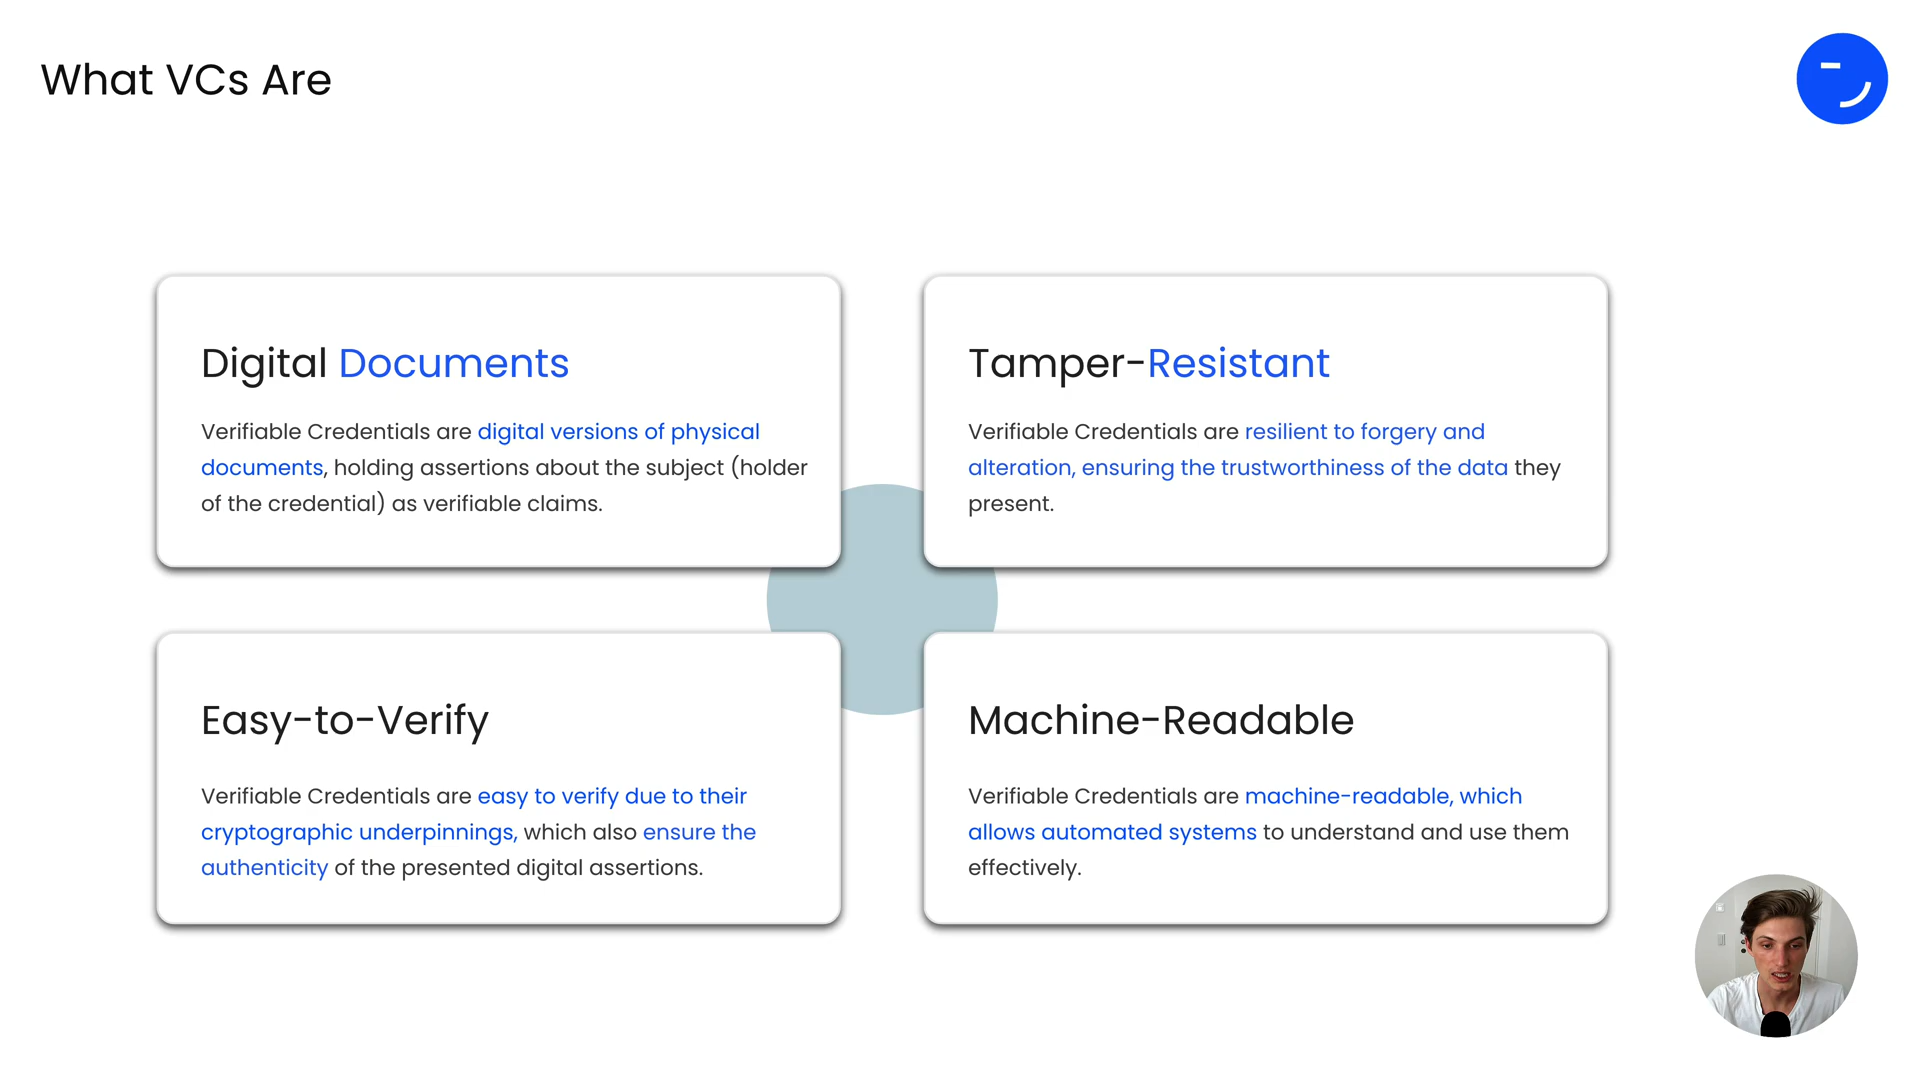 What VCs Are
Digital Documents
Verifiable Credentials are digital versions of physical
documents, holding assertions about the subject (holder
of the credential) as verifiable claims.
Tamper-Resistant
Verifiable Credentials are resilient to forgery and
alteration, ensuring the trustworthiness of the data they
present.
Easy-to-Verify
Verifiable Credentials are easy to verify due to their
cryptographic underpinnings, which also ensure the
authenticity of the presented digital assertions.
Machine-Readable
Verifiable Credentials are machine-readable, which
allows automated systems to understand and use them
effectively.